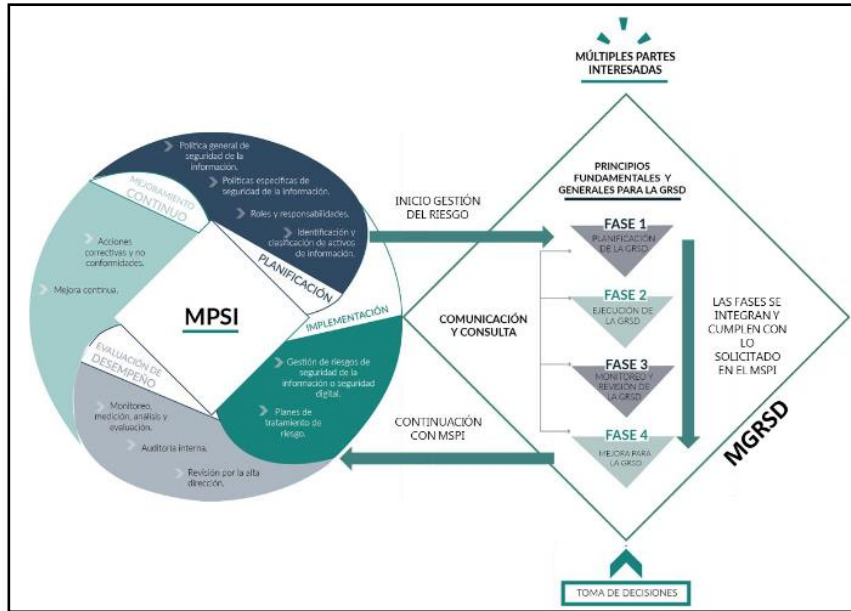 MÚLTIPLES PARTES
INTERESADAS
Política general de
seguridad de la
información.
Políticas específicas de
seguridad de la información.
Roles y responsabilidades.
Identificación y
clasificación de activos
de información.
PLANIFICACIÓN
MEJORAMIENTO
CONTINUO
Acciones
correctivas y no
conformidades.
Mejora continua.
MPSI
IMPLEMENTACIÓN
Gestión de riesgos de
seguridad de la
información o seguridad
digital.
Planes de
tratamiento de
riesgo.
EVALUACIÓN DE
DESEMPEÑO
Monitoreo,
medición, análisis y
evaluación.
Auditoría interna.
Revisión por la alta
dirección.
INICIO GESTIÓN
DEL RIESGO
CONTINUACIÓN
CON MSPI
PRINCIPIOS
FUNDAMENTALES Y
GENERALES PARA LA GRSD
COMUNICACIÓN
Y CONSULTA
FASE 1
PLANIFICACIÓN
DE LA GRSD
FASE 2
EJECUCIÓN DE
LA GRSD
FASE 3
MONITOREO Y
REVISIÓN DE
LA GRSD
FASE 4
MEJORA PARA
LA GRSD
LAS FASES SE
INTEGRAN Y
CUMPLEN CON
LO
SOLICITADO
EN EL MSPI
MGRSD
TOMA DE DECISIONES